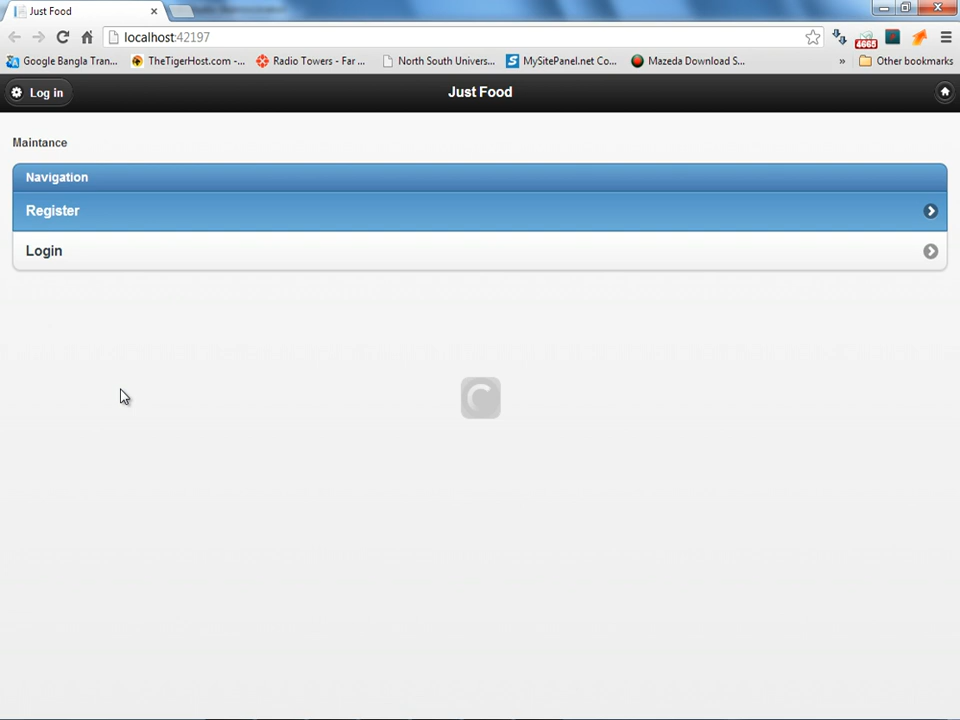 Just Food
localhost:42197
4665
Google Bangla Tran...
TheTigerHost.com -...
Radio Towers - Far ...
North South Univers...
MySitePanel.net Co...
Mazeda Download S...
»
Other bookmarks
Log in
Just Food
Maintance
Navigation
Register
Login